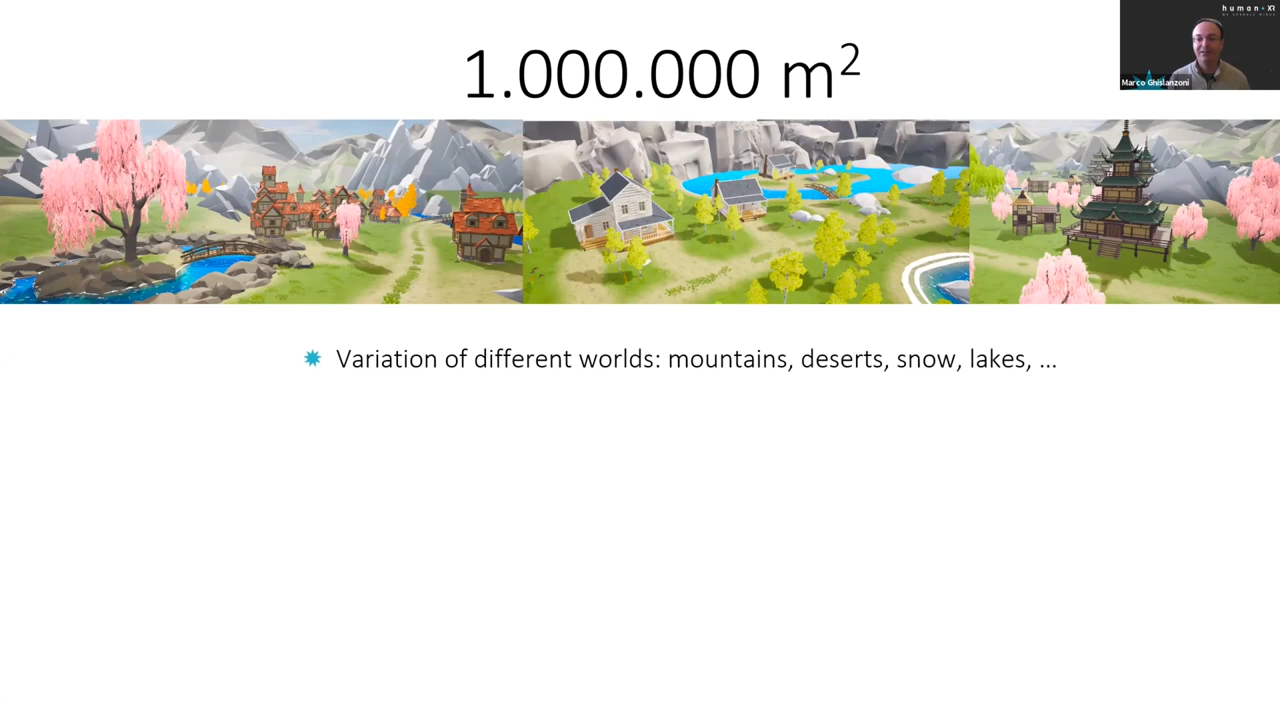 1.000.000 m²
human XR
Marco Ghislanzoni
Variation of different worlds: mountains, deserts, snow, lakes, ...